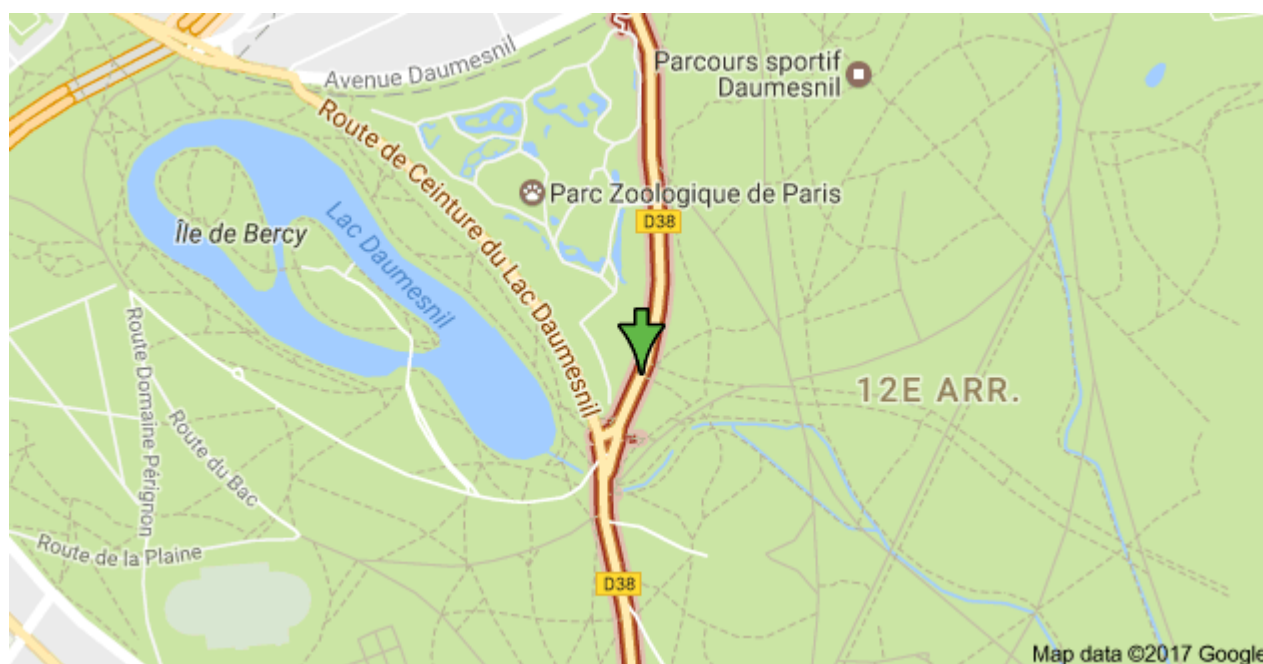 Avenue Daumesnil
Parcours sportif
Daumesnil
Route de Ceinture du Lac Daumesnil
Parc Zoologique de Paris
D38
Île de Bercy
Lac Daumesnil
12E ARR.
Route Domaine Pérignon
Route du Bac
Route de la Plaine
D38
Map data ©2017 Google